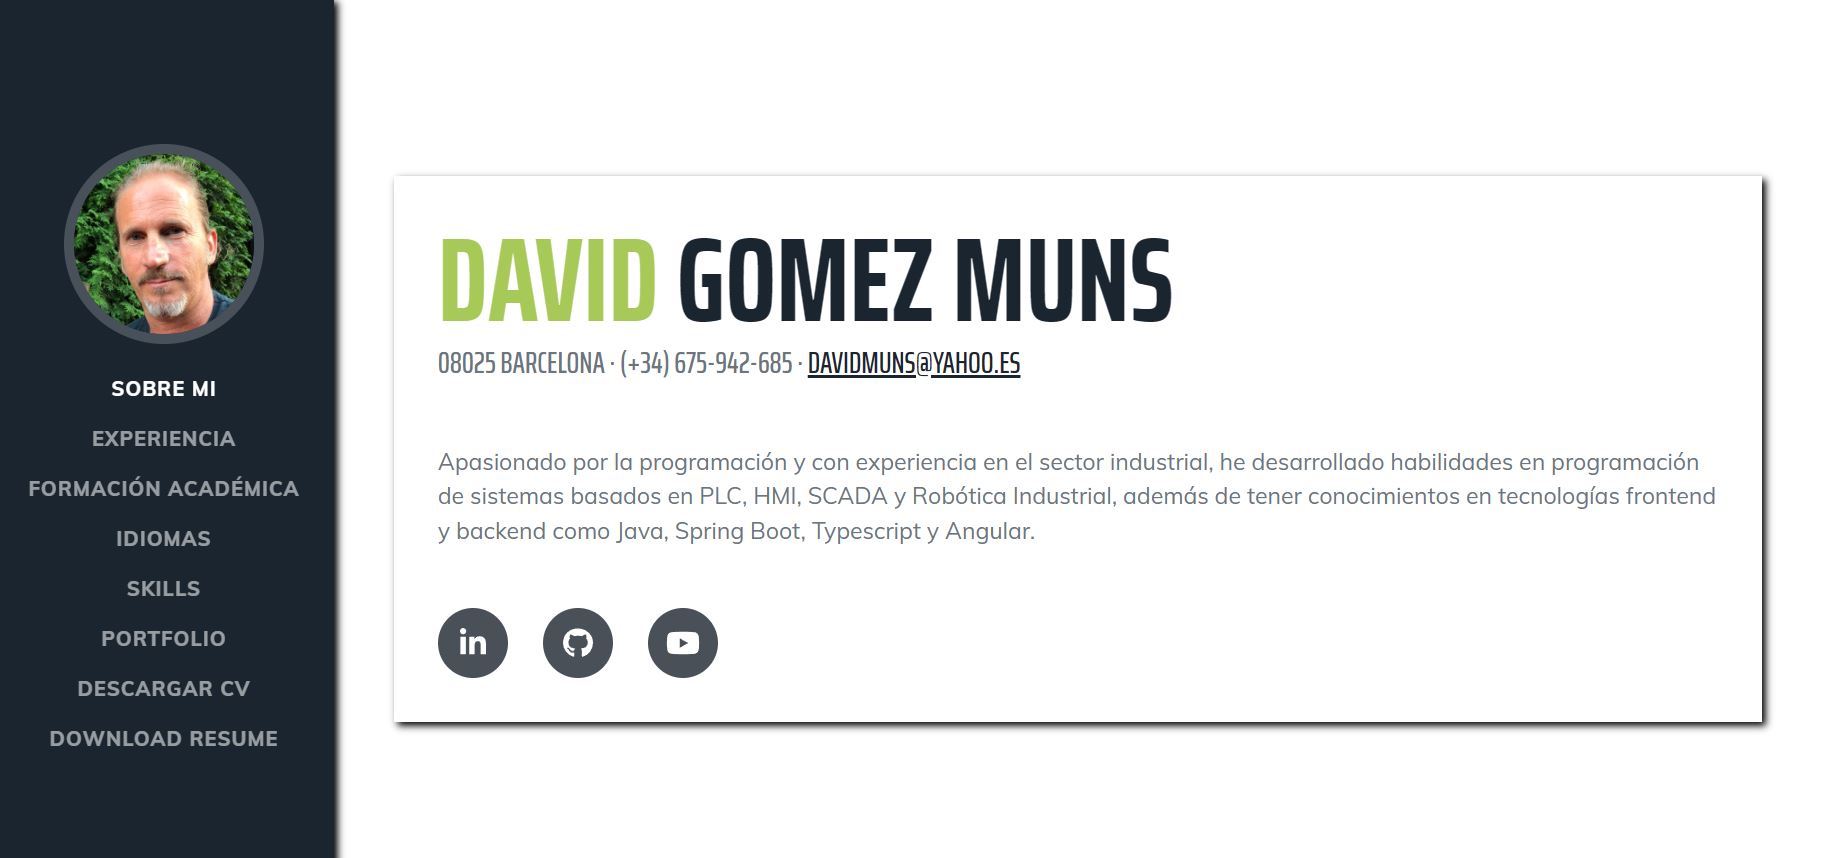 SOBRE MI
EXPERIENCIA
FORMACIÓN ACADÉMICA
IDIOMAS
SKILLS
PORTFOLIO
DESCARGAR CV
DOWNLOAD RESUME
DAVID GOMEZ MUNS
08025 BARCELONA · (+34) 675-942-685 · DAVIDMUNS@YAHOO.ES
Apasionado por la programación y con experiencia en el sector industrial, he desarrollado habilidades en programación
de sistemas basados en PLC, HMI, SCADA y Robótica Industrial, además de tener conocimientos en tecnologías frontend
y backend como Java, Spring Boot, Typescript y Angular.
in